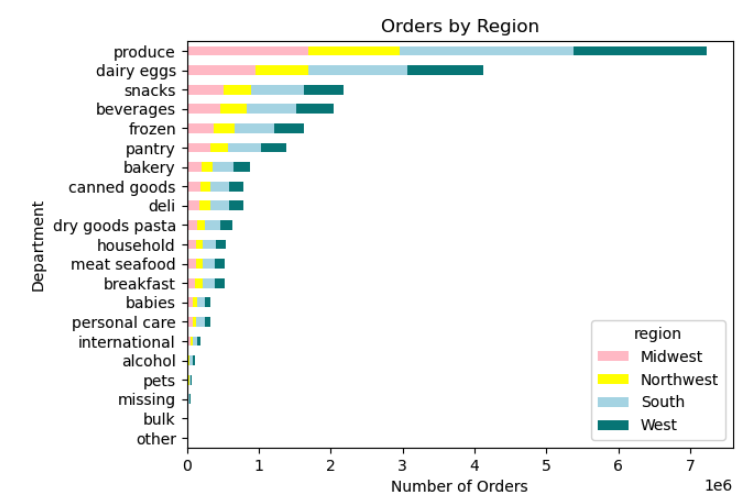 Orders by Region
Department
produce
dairy eggs
snacks
beverages
frozen
pantry
bakery
canned goods
deli
dry goods pasta
household
meat seafood
breakfast
babies
personal care
international
alcohol
pets
missing
bulk
other
region
Midwest
Northwest
South
West
0 1 2 3 4 5 6 7
1e6
Number of Orders